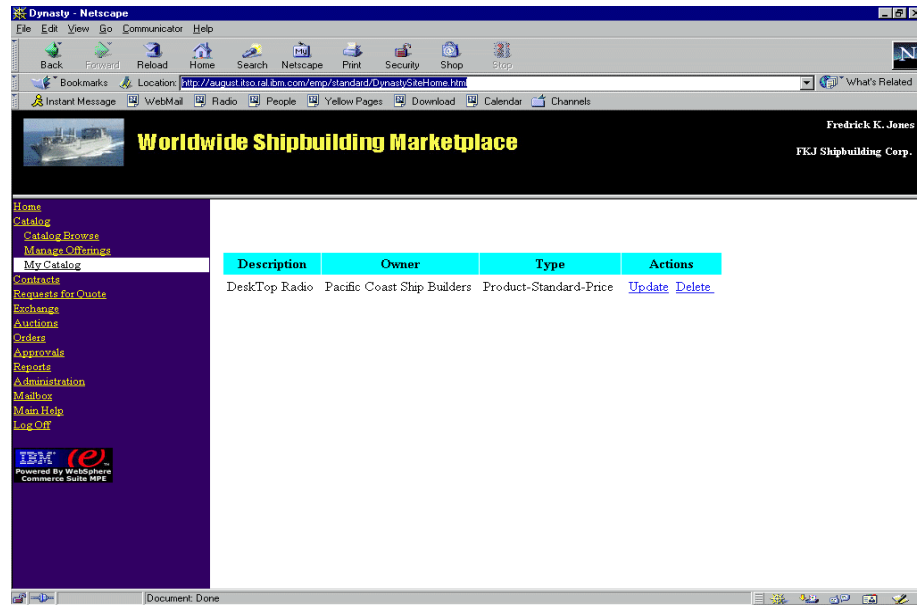 Dynasty - Netscape
File Edit View Go Communicator Help
Back Forward Reload Home Search Netscape Print Security Shop Stop
Bookmarks Location: http://august.itso.ral.ibm.com/emp/standard/DynastySiteHome.htm What's Related
Instant Message WebMail Radio People Yellow Pages Download Calendar Channels
Worldwide Shipbuilding Marketplace
Fredrick K. Jones
FKJ Shipbuilding Corp.
Home
Catalog
Catalog Browse
Manage Offerings
My Catalog
Contracts
Requests for Quote
Exchange
Auctions
Orders
Approvals
Reports
Administration
Mailbox
Main Help
Log Off
IBM e
Powered By WebSphere
Commerce Suite MPE
Description Owner Type Actions
DeskTop Radio Pacific Coast Ship Builders Product-Standard-Price Update Delete
Document: Done